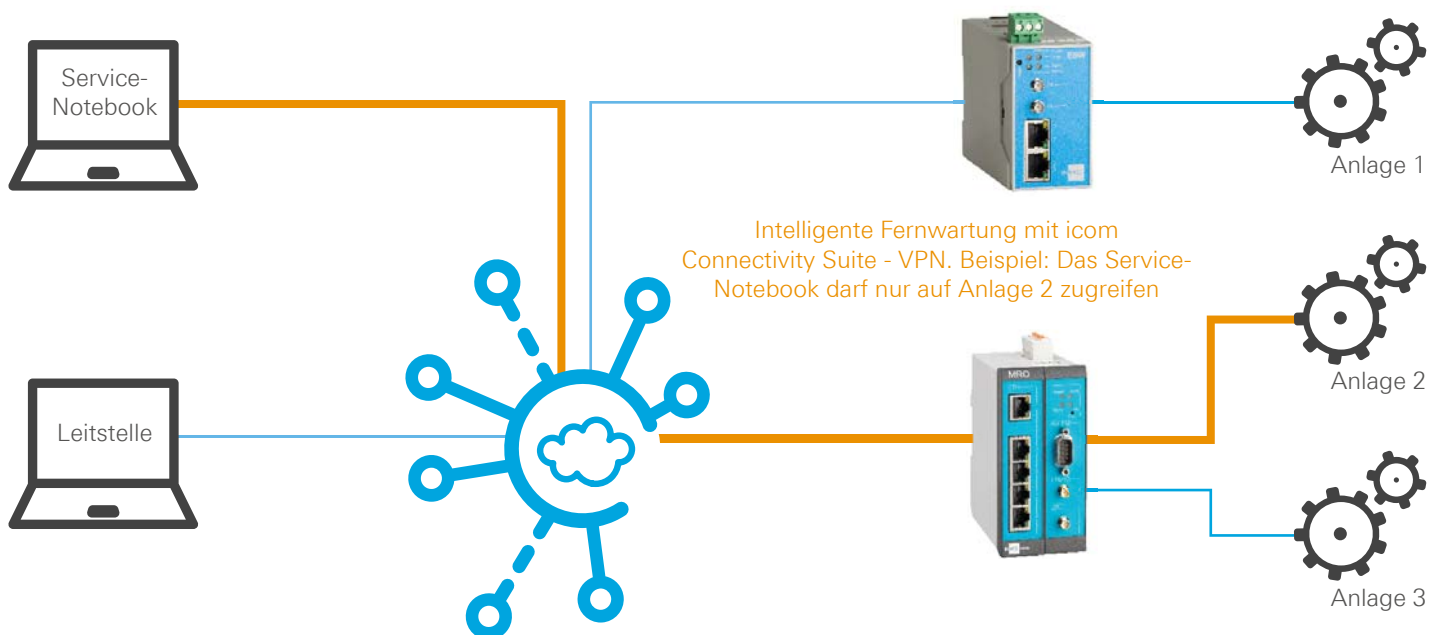 Service-
Notebook
Anlage 1
Intelligente Fernwartung mit icom
Connectivity Suite - VPN. Beispiel: Das Service-
Notebook darf nur auf Anlage 2 zugreifen
MRO
Anlage 2
Leitstelle
Anlage 3